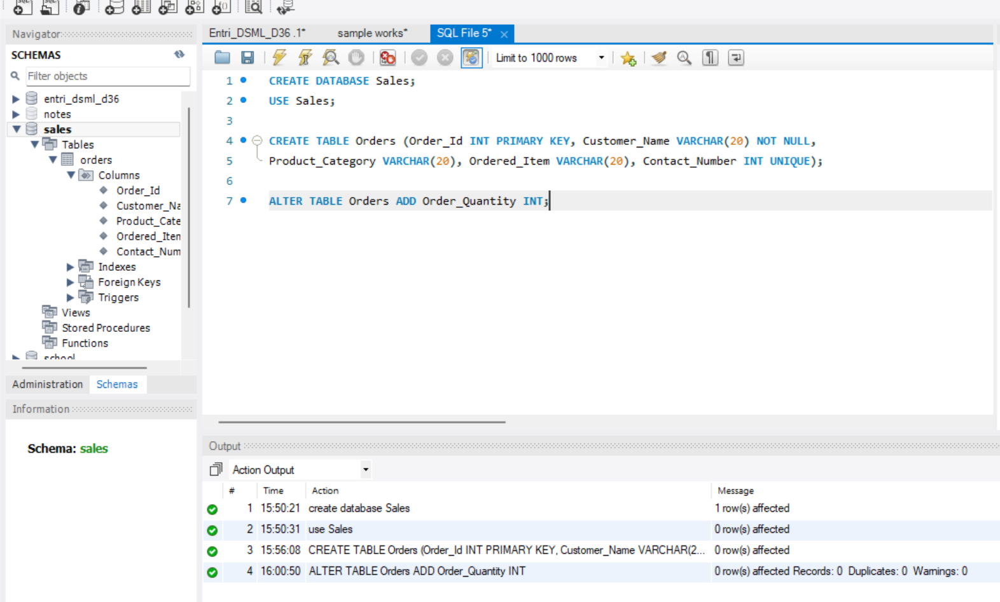 Navigator
SCHEMAS
Filter objects
entri_dsml_d36
notes
sales
Tables
orders
Columns
Order_Id
Customer_Na
Product_Cate
Ordered_Iten
Contact_Num
Indexes
Foreign Keys
Triggers
Views
Stored Procedures
Functions
school
Administration Schemas
Information
Schema: sales
Entri_DSML_D36 .1* sample works* SQL File 5*
Limit to 1000 rows
1 CREATE DATABASE Sales;
2 USE Sales;
3
4 CREATE TABLE Orders (Order_Id INT PRIMARY KEY, Customer_Name VARCHAR(20) NOT NULL,
5 Product_Category VARCHAR(20), Ordered_Item VARCHAR(20), Contact_Number INT UNIQUE);
6
7 ALTER TABLE Orders ADD Order_Quantity INT;
Output
Action Output
# Time Action Message
1 15:50:21 create database Sales 1 row(s) affected
2 15:50:31 use Sales 0 row(s) affected
3 15:56:08 CREATE TABLE Orders (Order_Id INT PRIMARY KEY, Customer_Name VARCHAR(2... 0 row(s) affected
4 16:00:50 ALTER TABLE Orders ADD Order_Quantity INT 0 row(s) affected Records: 0 Duplicates: 0 Warnings: 0